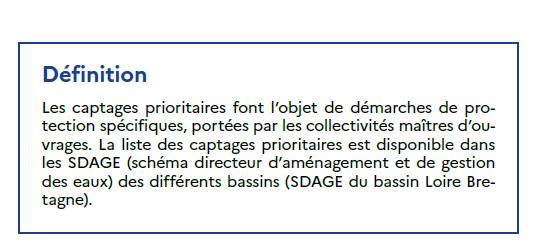 Définition
Les captages prioritaires font l'objet de démarches de pro-
tection spécifiques, portées par les collectivités maîtres d'ou-
vrages. La liste des captages prioritaires est disponible dans
les SDAGE (schéma directeur d'aménagement et de gestion
des eaux) des différents bassins (SDAGE du bassin Loire Bre-
tagne).